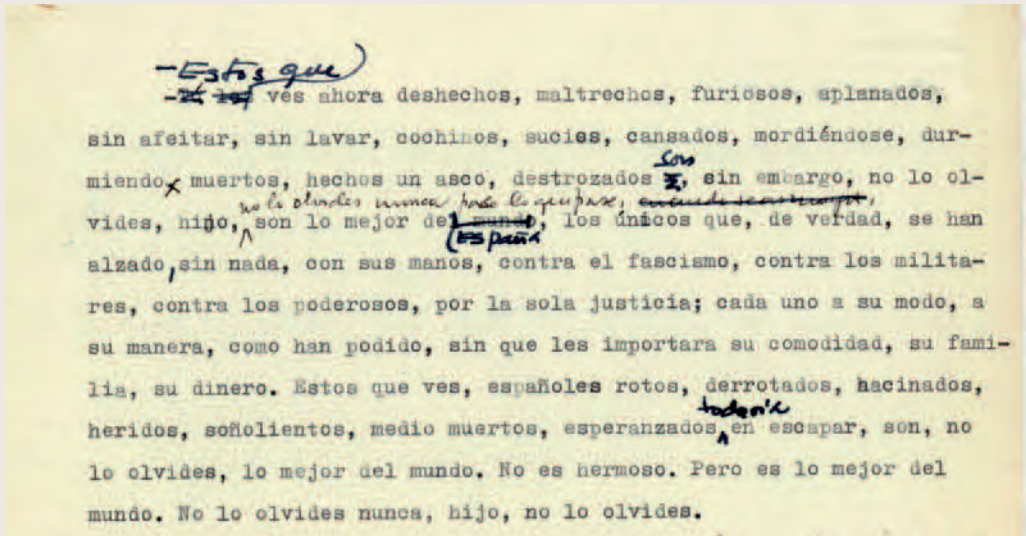 -Estos que
ves ahora deshechos, maltrechos, furiosos, aplanados,
sin afeitar, sin lavar, cochinos, sucios, cansados, mordiéndose, dur-
miendo, muertos, hechos un asco, destrozados son, sin embargo, no lo ol-
no lo olvides nunca pase lo que pase,
vides, hijo, son lo mejor del mundo, los únicos que, de verdad, se han
España
alzado, sin nada, con sus manos, contra el fascismo, contra los milita-
res, contra los poderosos, por la sola justicia; cada uno a su modo, a
su manera, como han podido, sin que les importara su comodidad, su fami-
lia, su dinero. Estos que ves, españoles rotos, derrotados, hacinados,
todavía
heridos, soñolientos, medio muertos, esperanzados en escapar, son, no
lo olvides, lo mejor del mundo. No es hermoso. Pero es lo mejor del
mundo. No lo olvides nunca, hijo, no lo olvides.